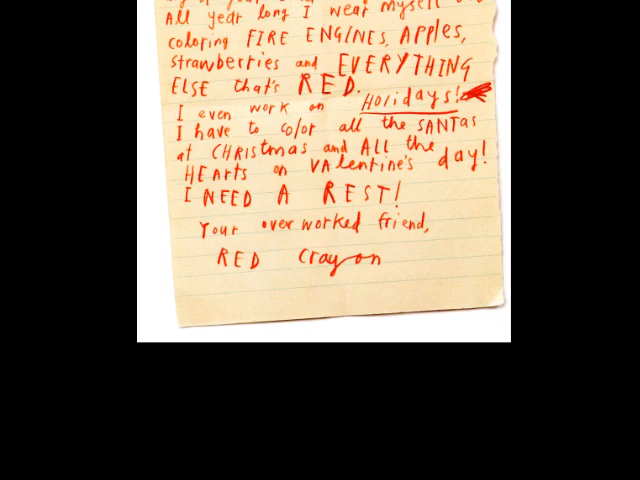 All year long I wear myself out
coloring FIRE ENGINES, Apples,
strawberries and EVERYTHING
ELSE that's RED.
I even work on Holidays!
I have to color all the SANTas
at CHRistmas and All the
HEArts on VAlentine's day!
I NEED A REST!
Your overworked friend,
RED Crayon